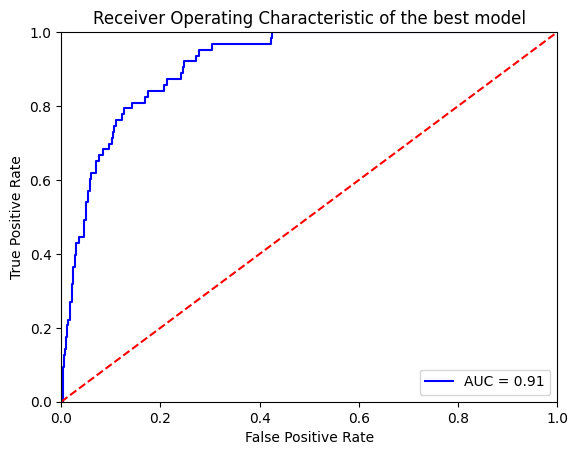 Receiver Operating Characteristic of the best model
1.0
0.8
0.6
0.4
0.2
0.0
True Positive Rate
AUC = 0.91
0.0 0.2 0.4 0.6 0.8 1.0
False Positive Rate